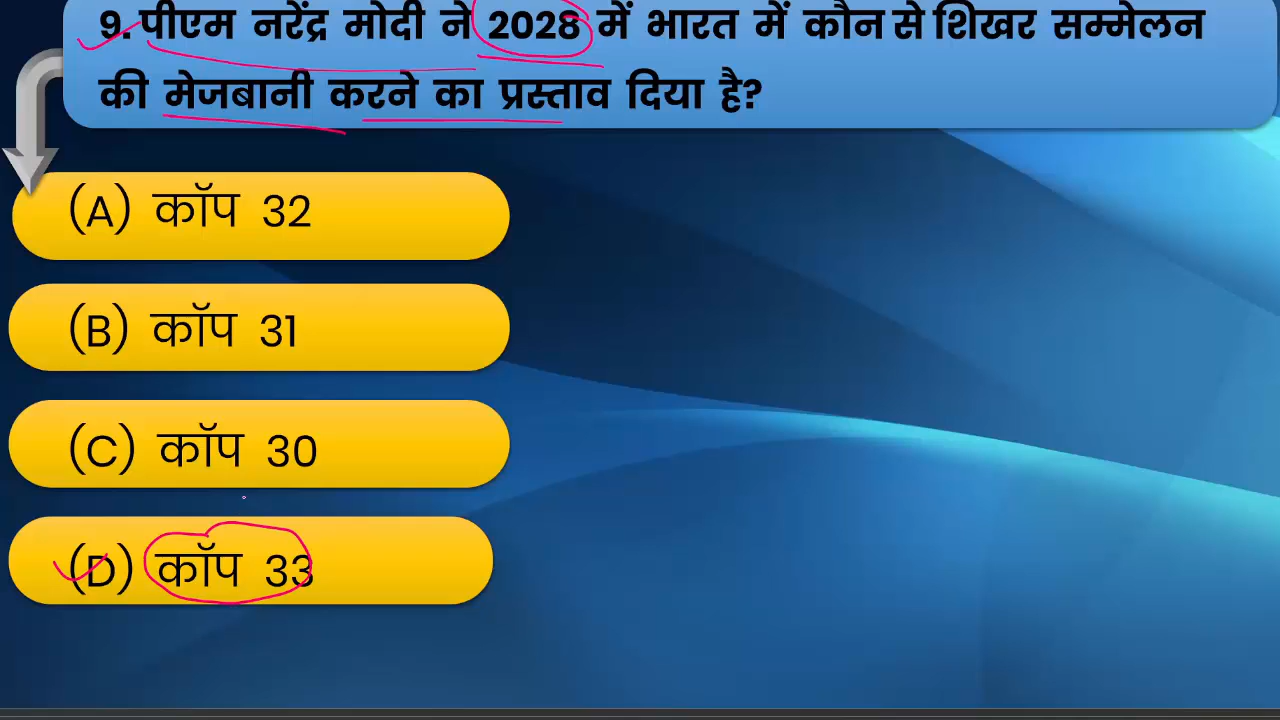 9. पीएम नरेंद्र मोदी ने 2028 में भारत में कौन से शिखर सम्मेलन
की मेजबानी करने का प्रस्ताव दिया है?
(A) कॉप 32
(B) कॉप 31
(C) कॉप 30
(D) कॉप 33